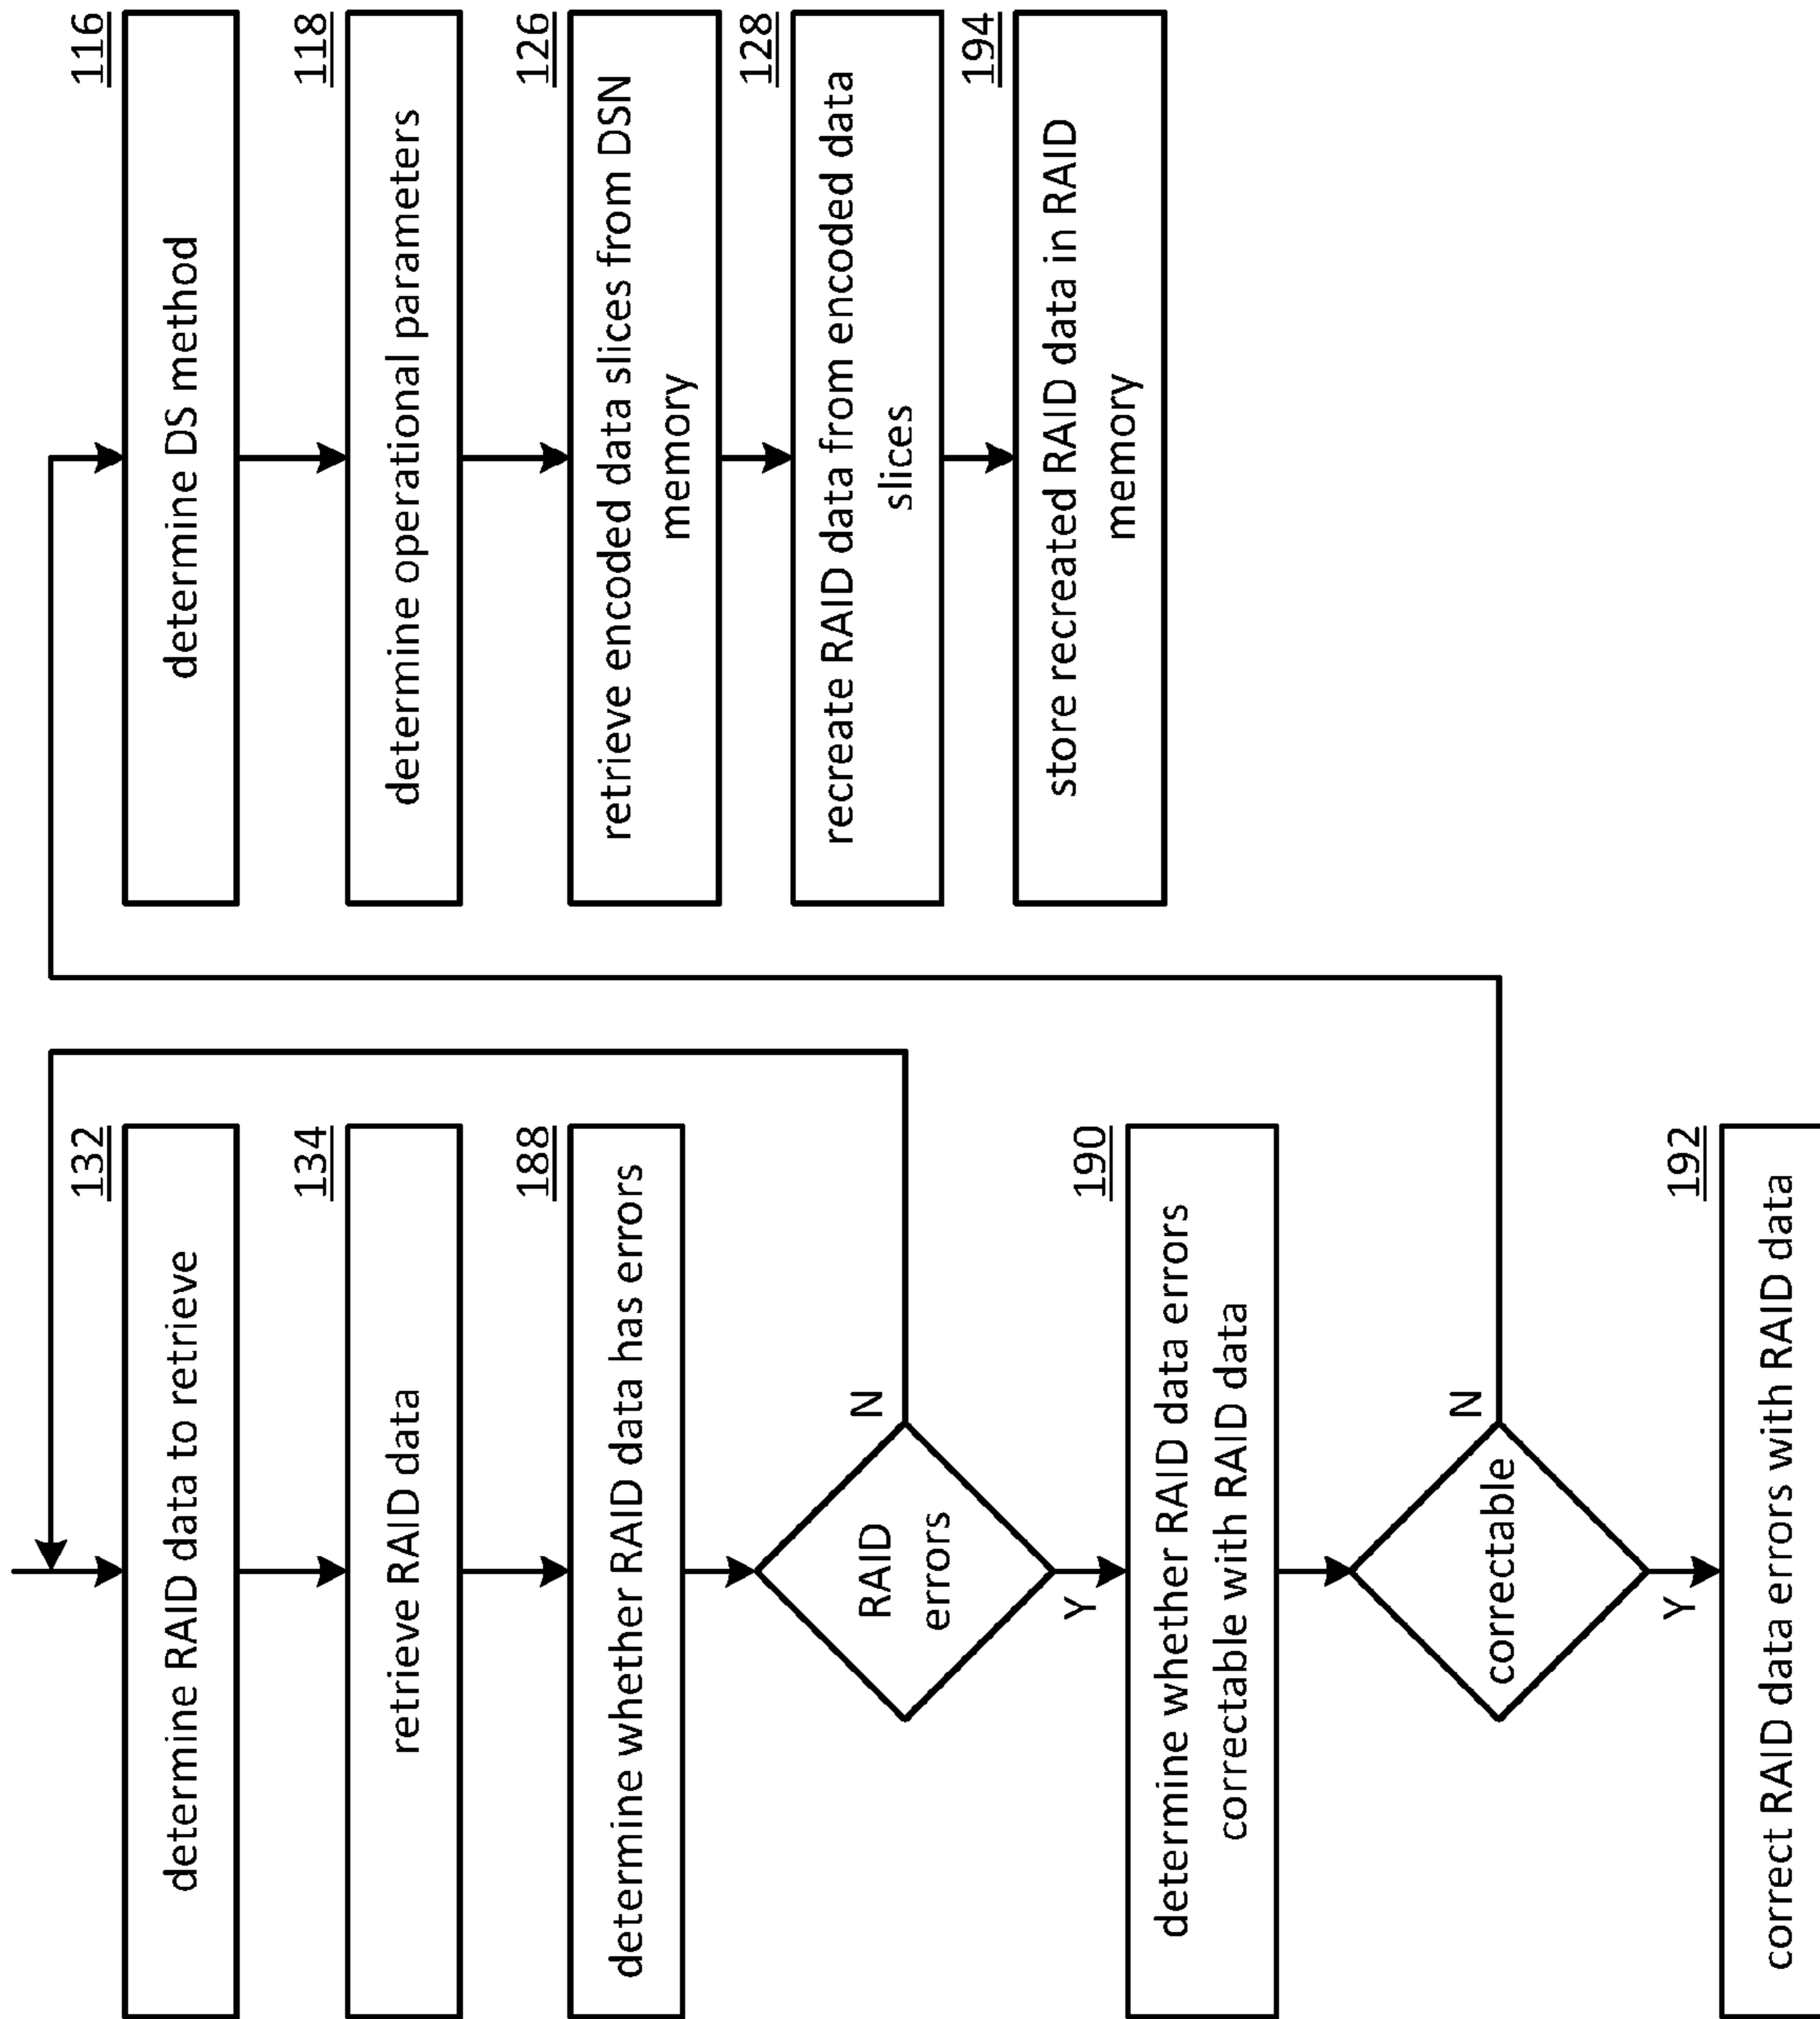 132
determine RAID data to retrieve
134
retrieve RAID data
188
determine whether RAID data has errors
RAID
errors
N
Y
190
determine whether RAID data errors
correctable with RAID data
correctable
N
Y
192
correct RAID data errors with RAID data
116
determine DS method
118
determine operational parameters
126
retrieve encoded data slices from DSN
memory
128
recreate RAID data from encoded data
slices
194
store recreated RAID data in RAID
memory